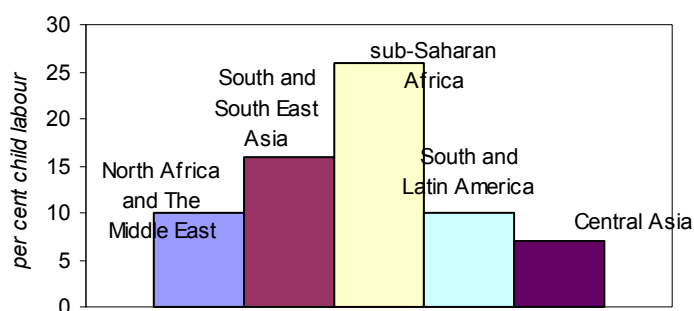 30
25
20
15
10
5
0
per cent child labour
North Africa
and The
Middle East
South and
South East
Asia
sub-Saharan
Africa
South and
Latin America
Central Asia